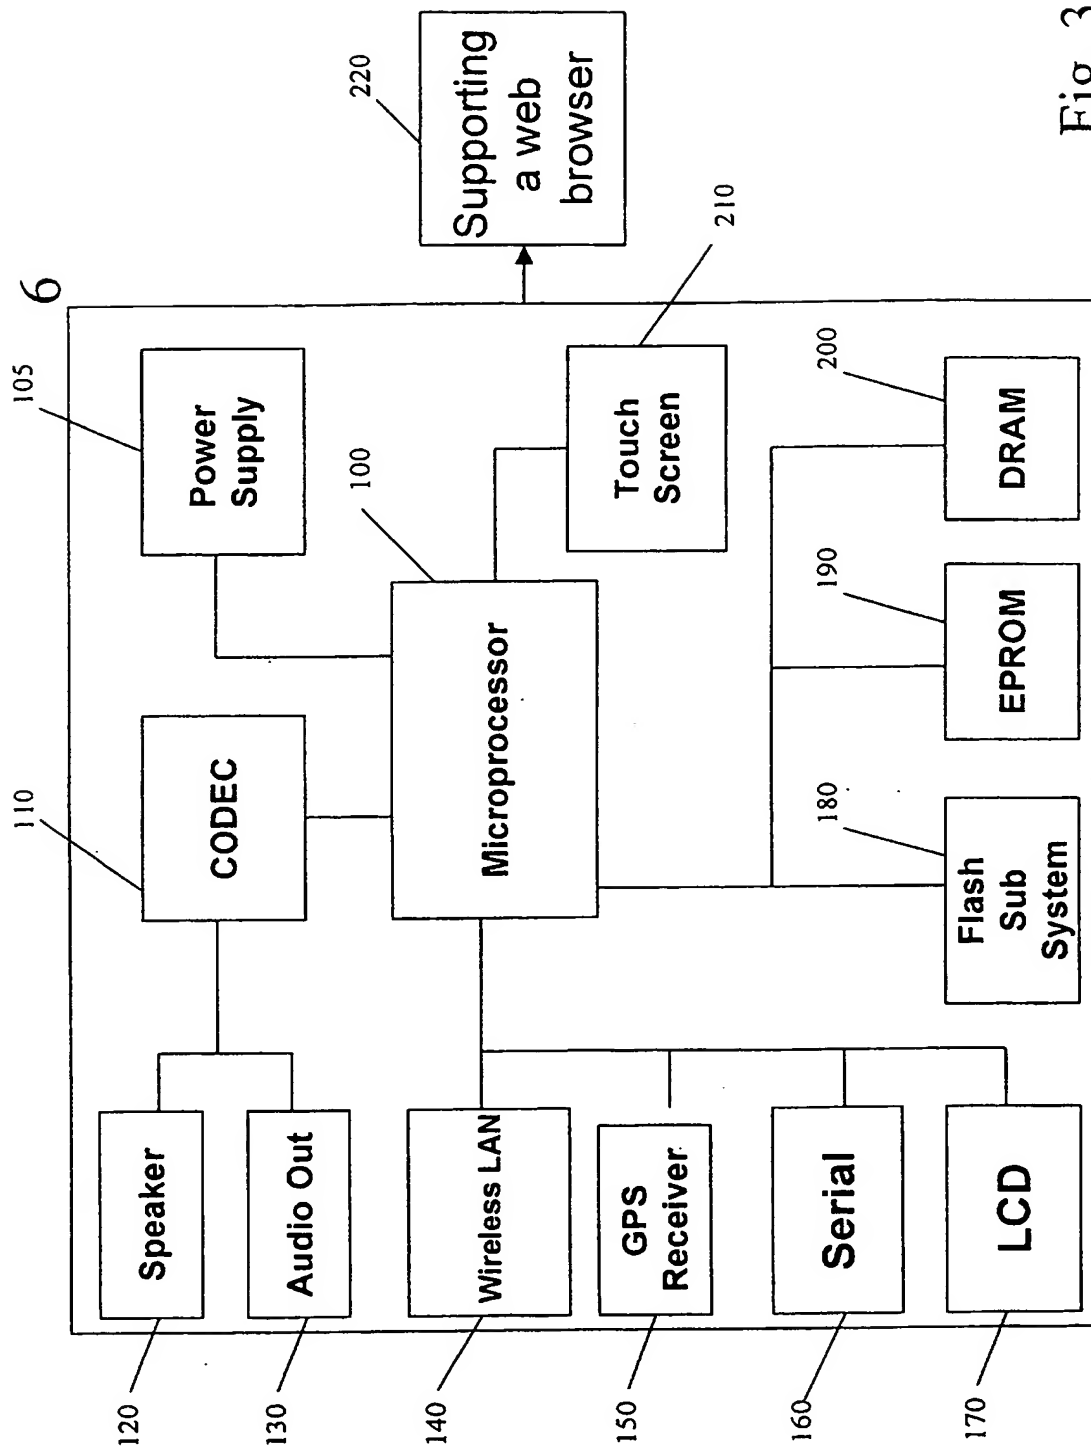 6
105
Power
Supply
110
CODEC
120
Speaker
130
Audio Out
100
Microprocessor
220
Supporting
a web
browser
210
Touch
Screen
140
Wireless LAN
150
GPS
Receiver
160
Serial
170
LCD
180
Flash
Sub
System
190
EPROM
200
DRAM
Fig. 3